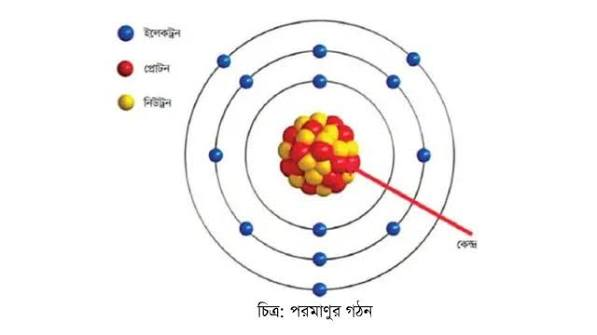 ইলেকট্রন
প্রোটন
নিউট্রন
কেন্দ্র
চিত্র: পরমাণুর গঠন